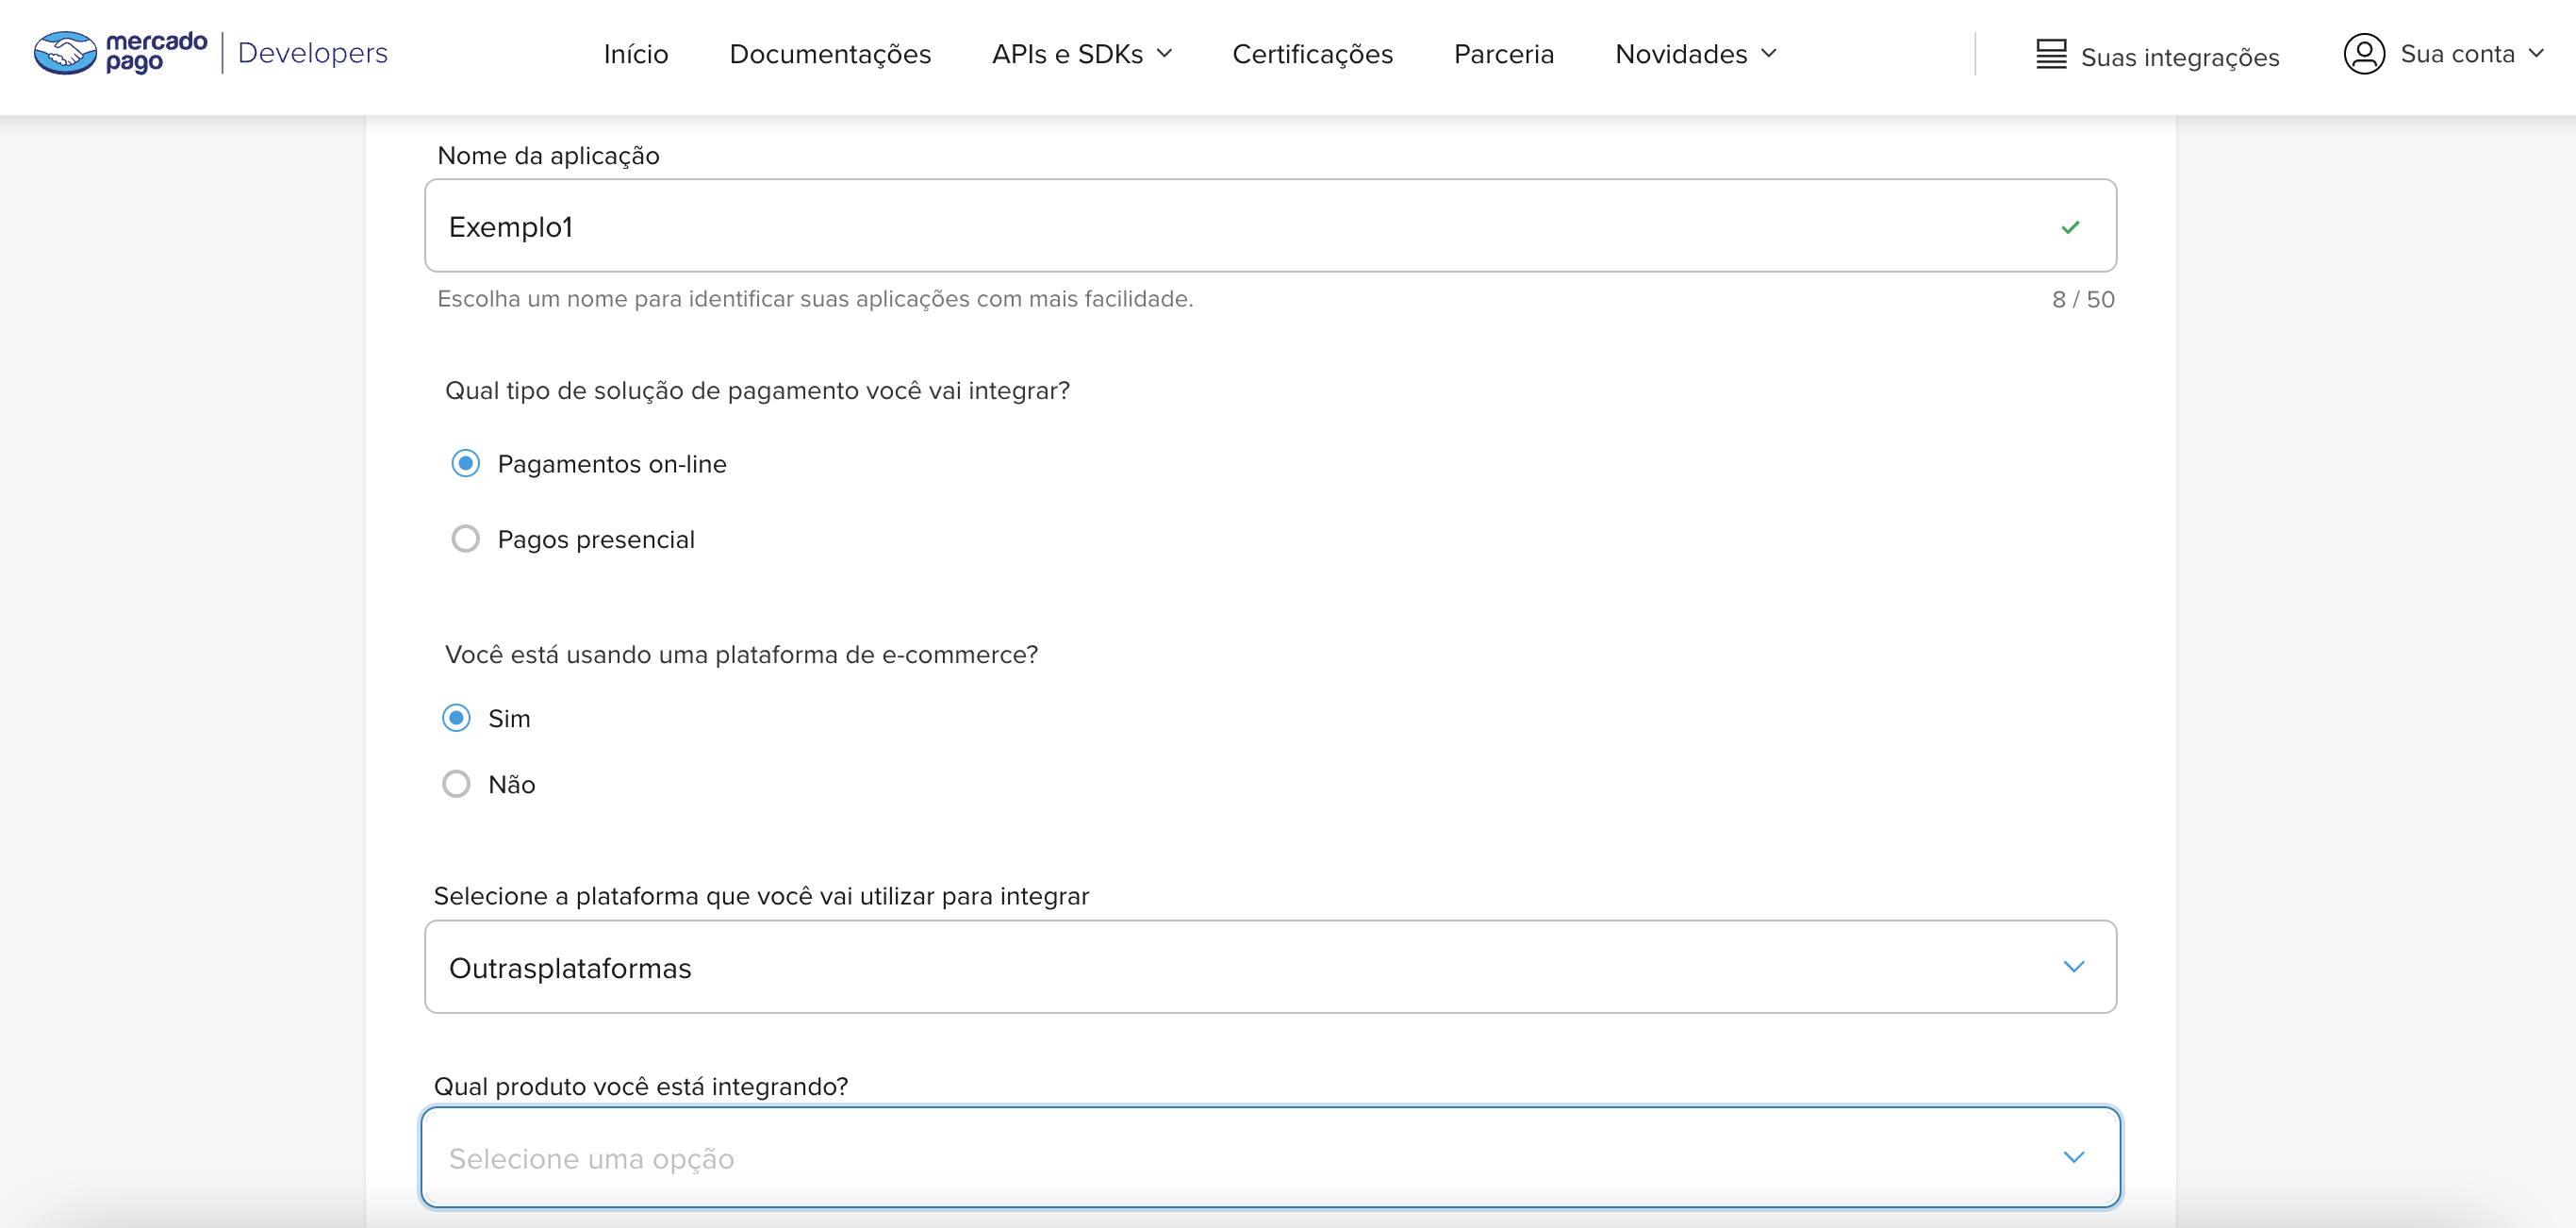 mercado pago Developers Início Documentações APIs e SDKs Certificações Parceria Novidades Suas integrações Sua conta
Nome da aplicação
Exemplo1
Escolha um nome para identificar suas aplicações com mais facilidade. 8 / 50
Qual tipo de solução de pagamento você vai integrar?
Pagamentos on-line
Pagos presencial
Você está usando uma plataforma de e-commerce?
Sim
Não
Selecione a plataforma que você vai utilizar para integrar
Outrasplataformas
Qual produto você está integrando?
Selecione uma opção